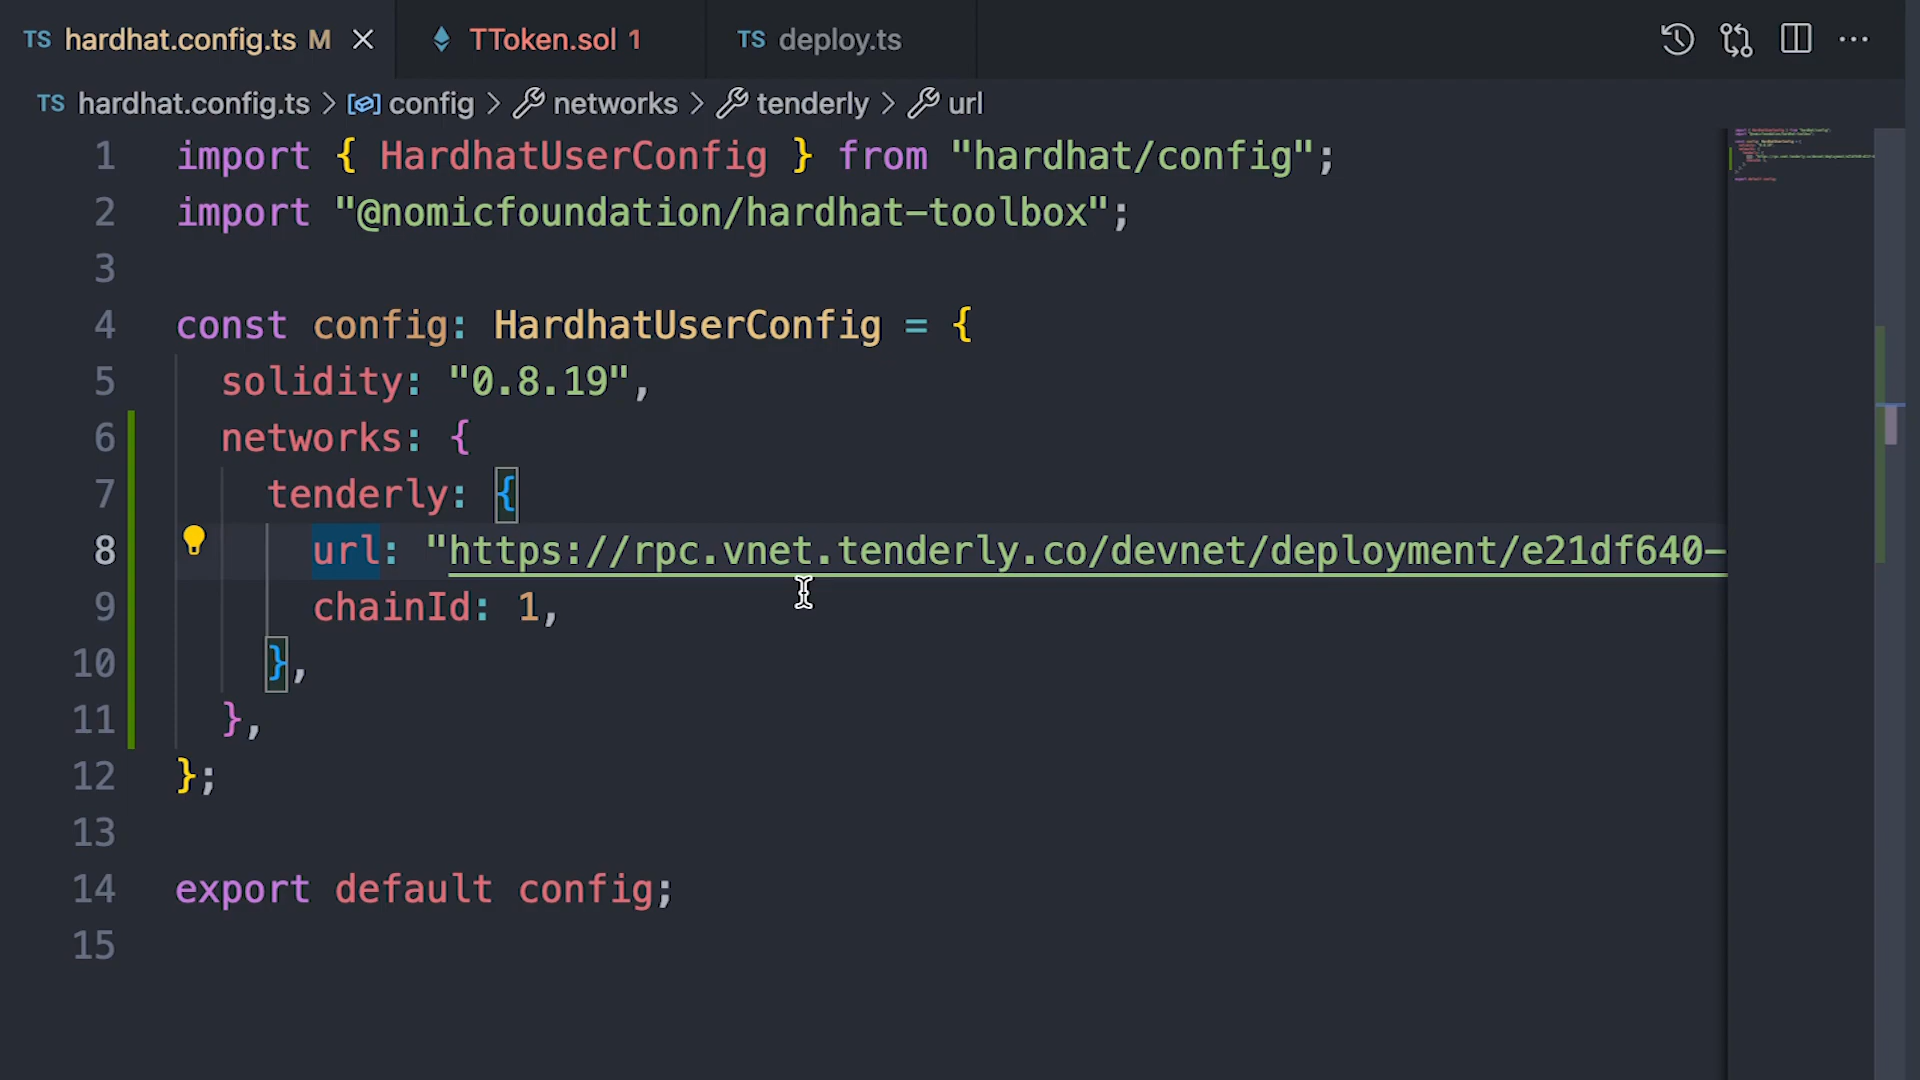 TS hardhat.config.ts M TToken.sol 1 TS deploy.ts
TS hardhat.config.ts > config > networks > tenderly > url
1 import { HardhatUserConfig } from "hardhat/config";
2 import "@nomicfoundation/hardhat-toolbox";
3
4 const config: HardhatUserConfig = {
5 solidity: "0.8.19",
6 networks: {
7 tenderly: {
8 url: "https://rpc.vnet.tenderly.co/devnet/deployment/e21df640-
9 chainId: 1,
10 },
11 },
12 };
13
14 export default config;
15